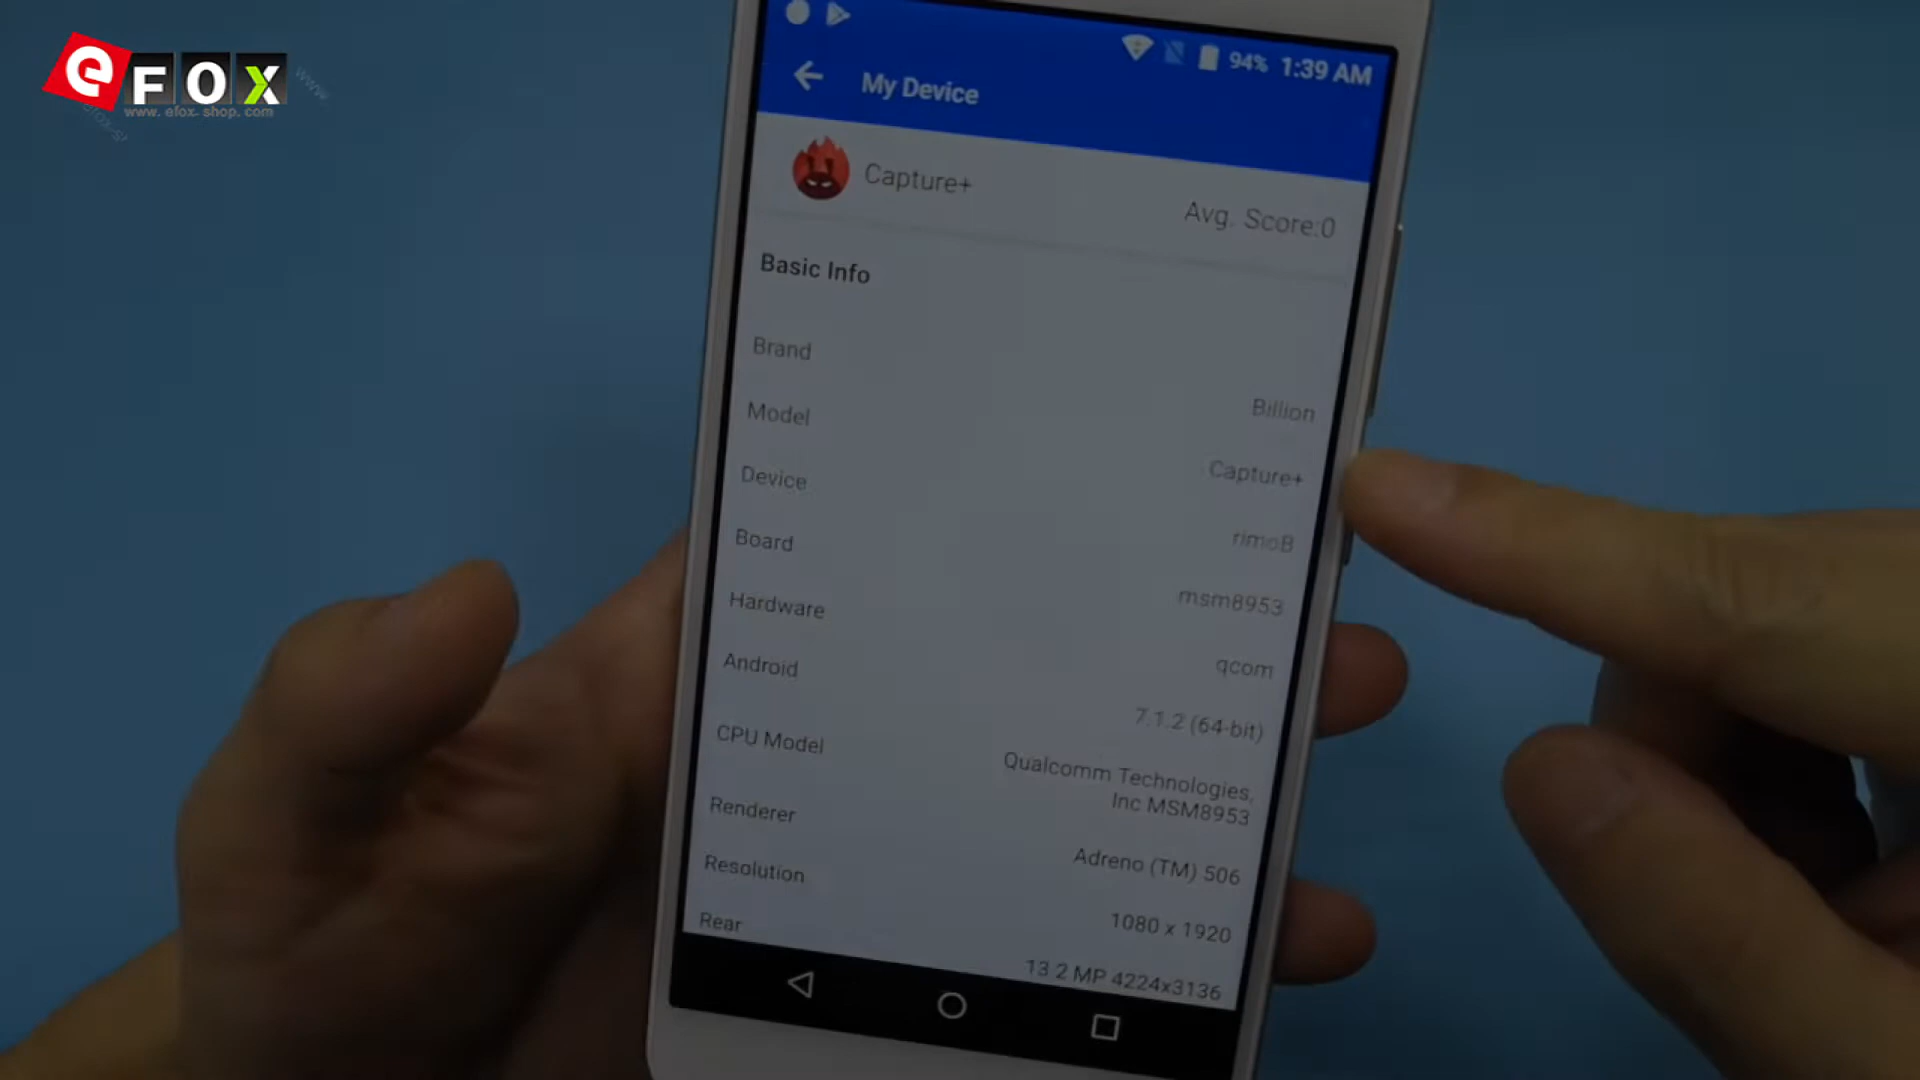 eFOX
www. efox-shop. com
94% 1:39 AM
My Device
Capture+
Avg. Score:0
Basic Info
Brand
Billion
Model
Capture+
Device
rimoB
Board
msm8953
Hardware
qcom
Android
7.1.2 (64-bit)
CPU Model
Qualcomm Technologies,
Inc MSM8953
Renderer
Adreno (TM) 506
Resolution
1080 x 1920
Rear
13.2 MP 4224x3136